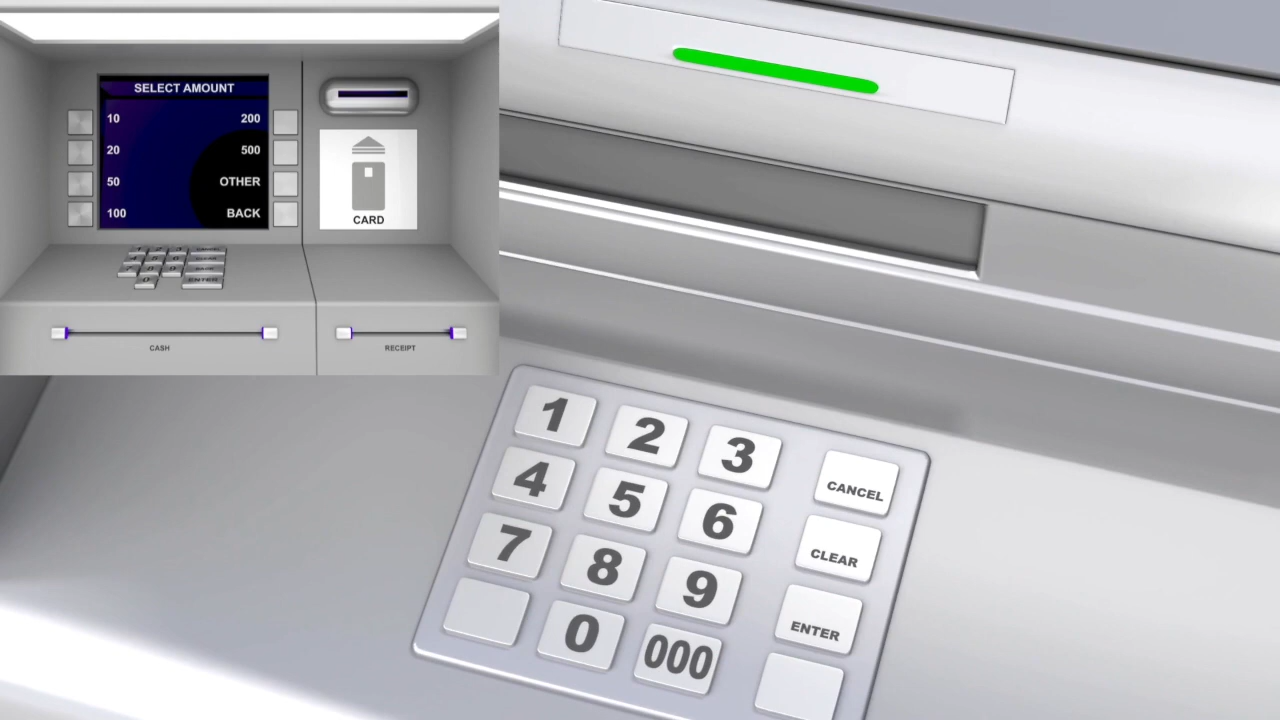 SELECT AMOUNT
10 200
20 500
50 OTHER
100 BACK
CARD
ENTER
CASH RECEIPT
1 2 3 CANCEL
4 5 6 CLEAR
7 8 9 ENTER
0 000